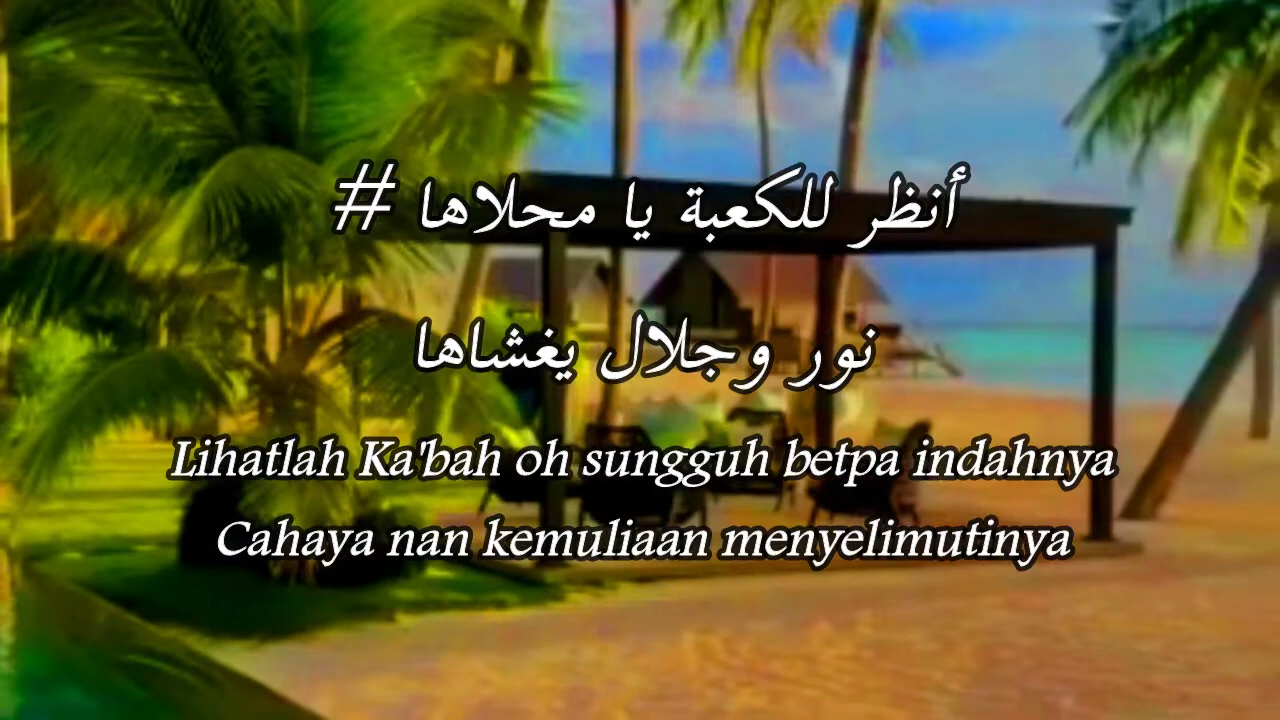 أنظر للكعبة يا محلاها #
نور وجلال يغشاها
Lihatlah Ka'bah oh sungguh betpa indahnya
Cahaya nan kemuliaan menyelimutinya